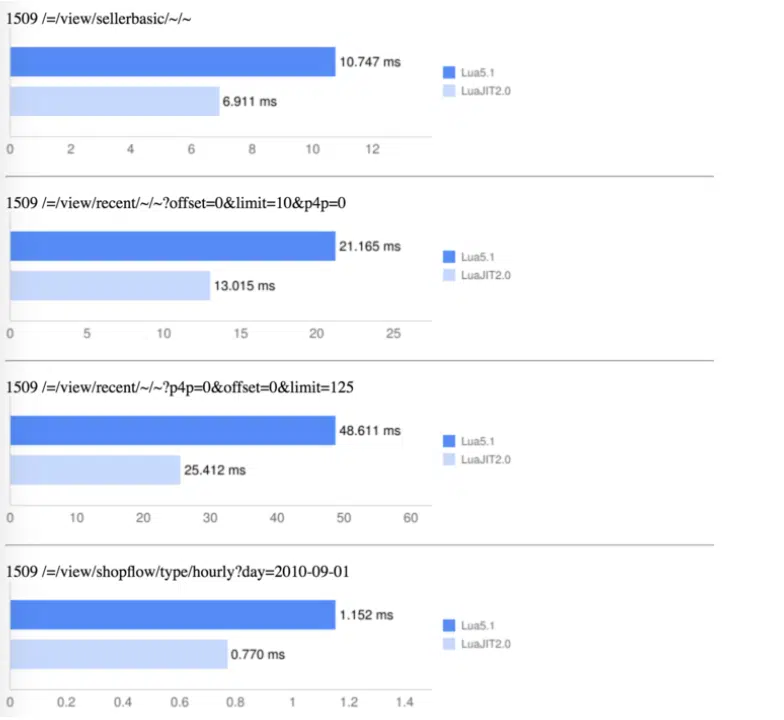 1509 /=/view/sellerbasic/~/~
10.747 ms
Lua5.1
6.911 ms
LuaJIT2.0
0 2 4 6 8 10 12
1509 /=/view/recent/~/~?offset=0&limit=10&p4p=0
21.165 ms
Lua5.1
13.015 ms
LuaJIT2.0
0 5 10 15 20 25
1509 /=/view/recent/~/~?p4p=0&offset=0&limit=125
48.611 ms
Lua5.1
25.412 ms
LuaJIT2.0
0 10 20 30 40 50 60
1509 /=/view/shopflow/type/hourly?day=2010-09-01
1.152 ms
Lua5.1
0.770 ms
LuaJIT2.0
0 0.2 0.4 0.6 0.8 1 1.2 1.4